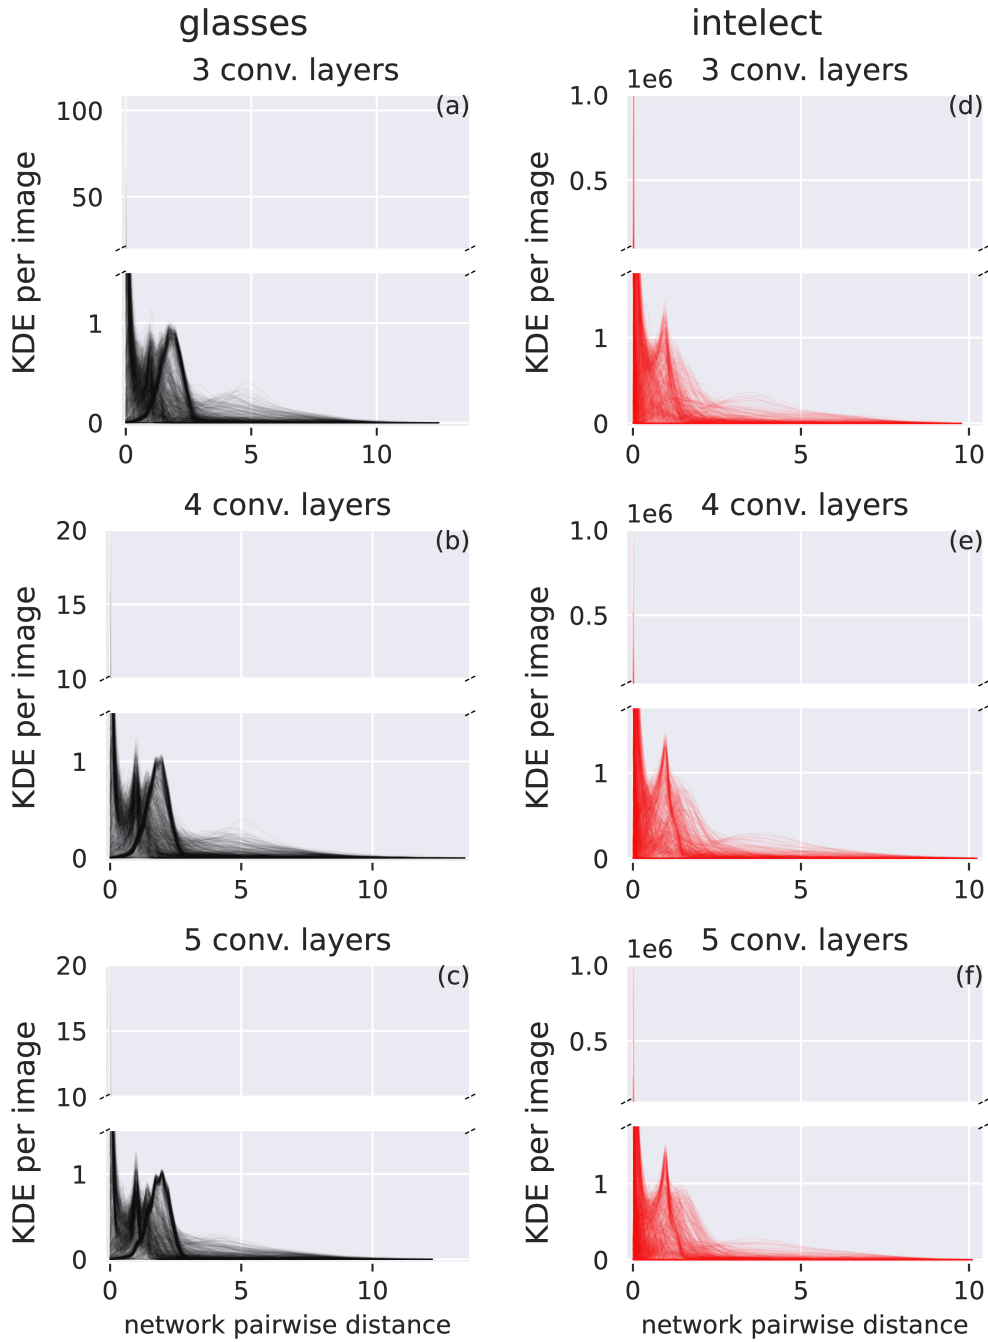 glasses
intelect
3 conv. layers
(a)
100
50
1
0
KDE per image
0 5 10
3 conv. layers
1e6
(d)
1.0
0.5
1
0
KDE per image
0 5 10
4 conv. layers
(b)
20
15
10
1
0
KDE per image
0 5 10
4 conv. layers
1e6
(e)
1.0
0.5
1
0
KDE per image
0 5 10
5 conv. layers
(c)
20
15
10
1
0
KDE per image
0 5 10
network pairwise distance
5 conv. layers
1e6
(f)
1.0
0.5
1
0
KDE per image
0 5 10
network pairwise distance